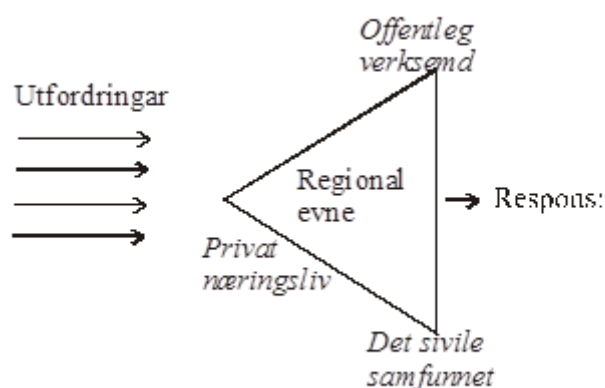 Offentleg
verksemd
Utfordringar
Regional
evne
Respons:
Privat
næringsliv
Det sivile
samfunnet